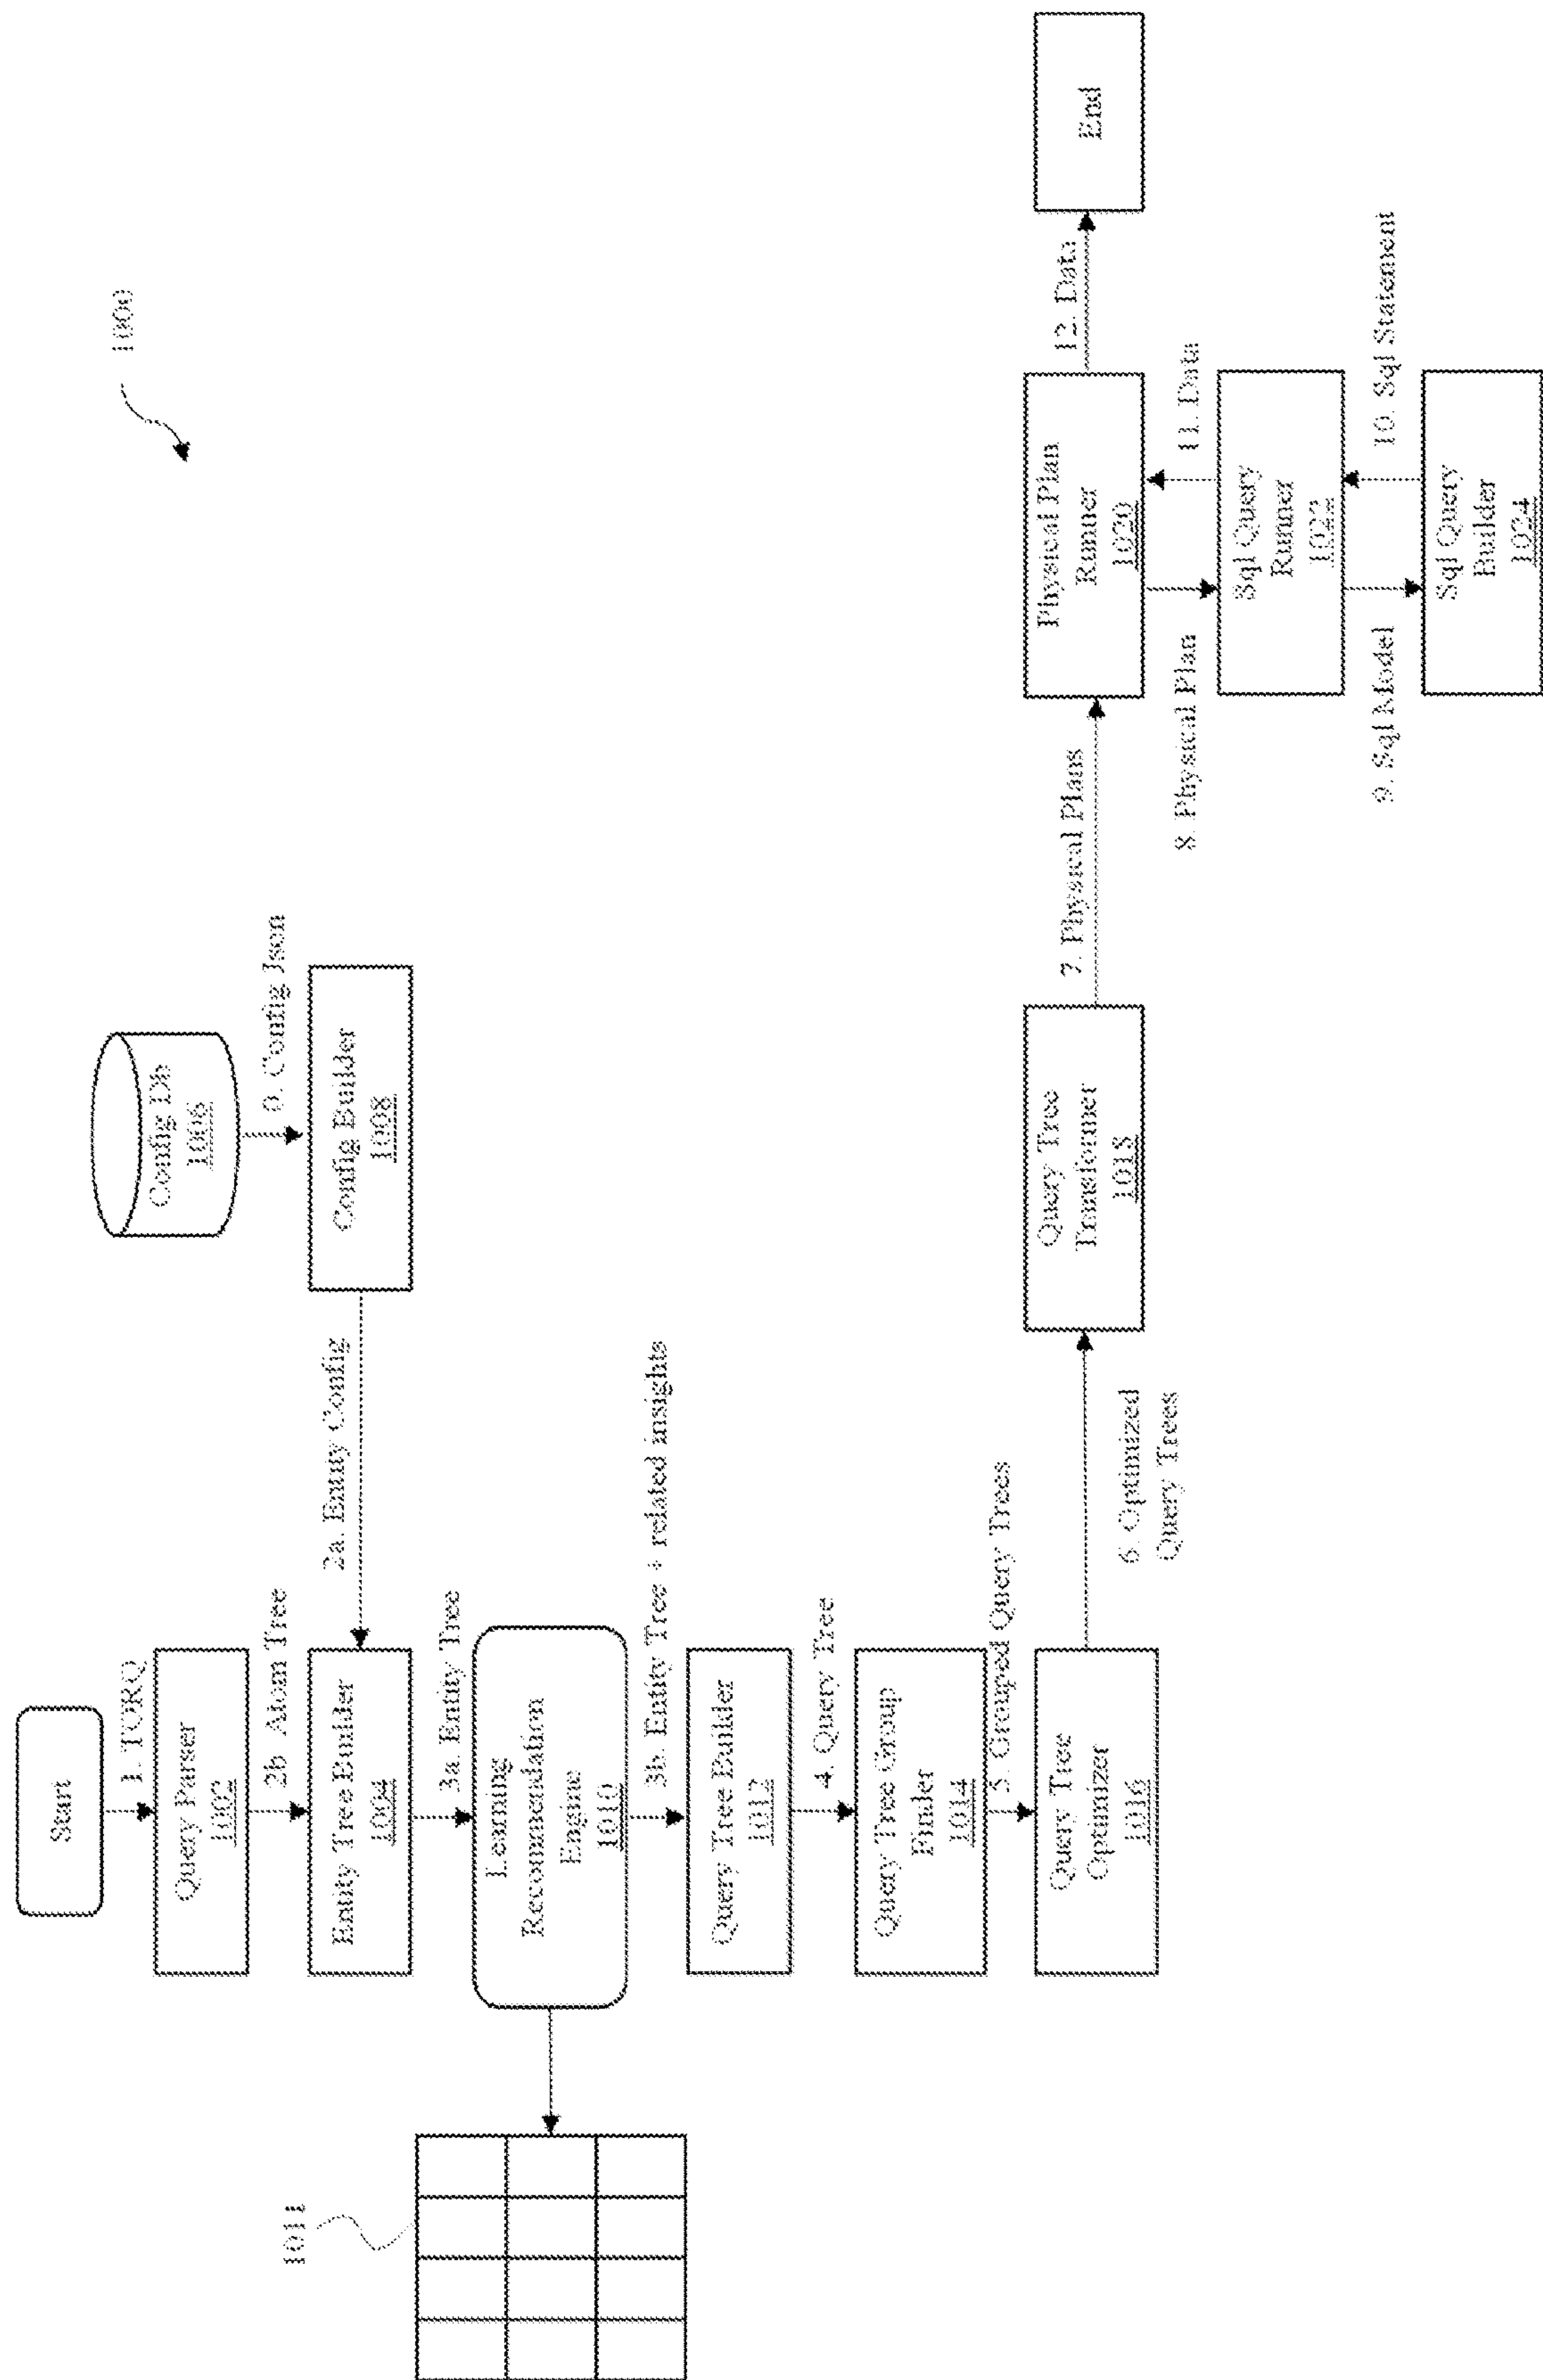 1000
Start
1. TORQ
Query Parser
1002
2b Atom Tree
Config Db
1006
0. Config Json
Config Builder
1008
2a. Entity Config
Entity Tree Builder
1004
3a. Entity Tree
Learning
Recommendation
Engine
1010
1011
3b. Entity Tree + related insights
Query Tree Builder
1012
4. Query Tree
Query Tree Group
Finder
1014
5. Grouped Query Trees
Query Tree
Optimizer
1016
6. Optimized
Query Trees
Query Tree
Transformer
1018
7. Physical Plans
Physical Plan
Runner
1020
12. Data
End
8. Physical Plan
11. Data
Sql Query
Runner
1022
9. Sql Model
10. Sql Statement
Sql Query
Builder
1024